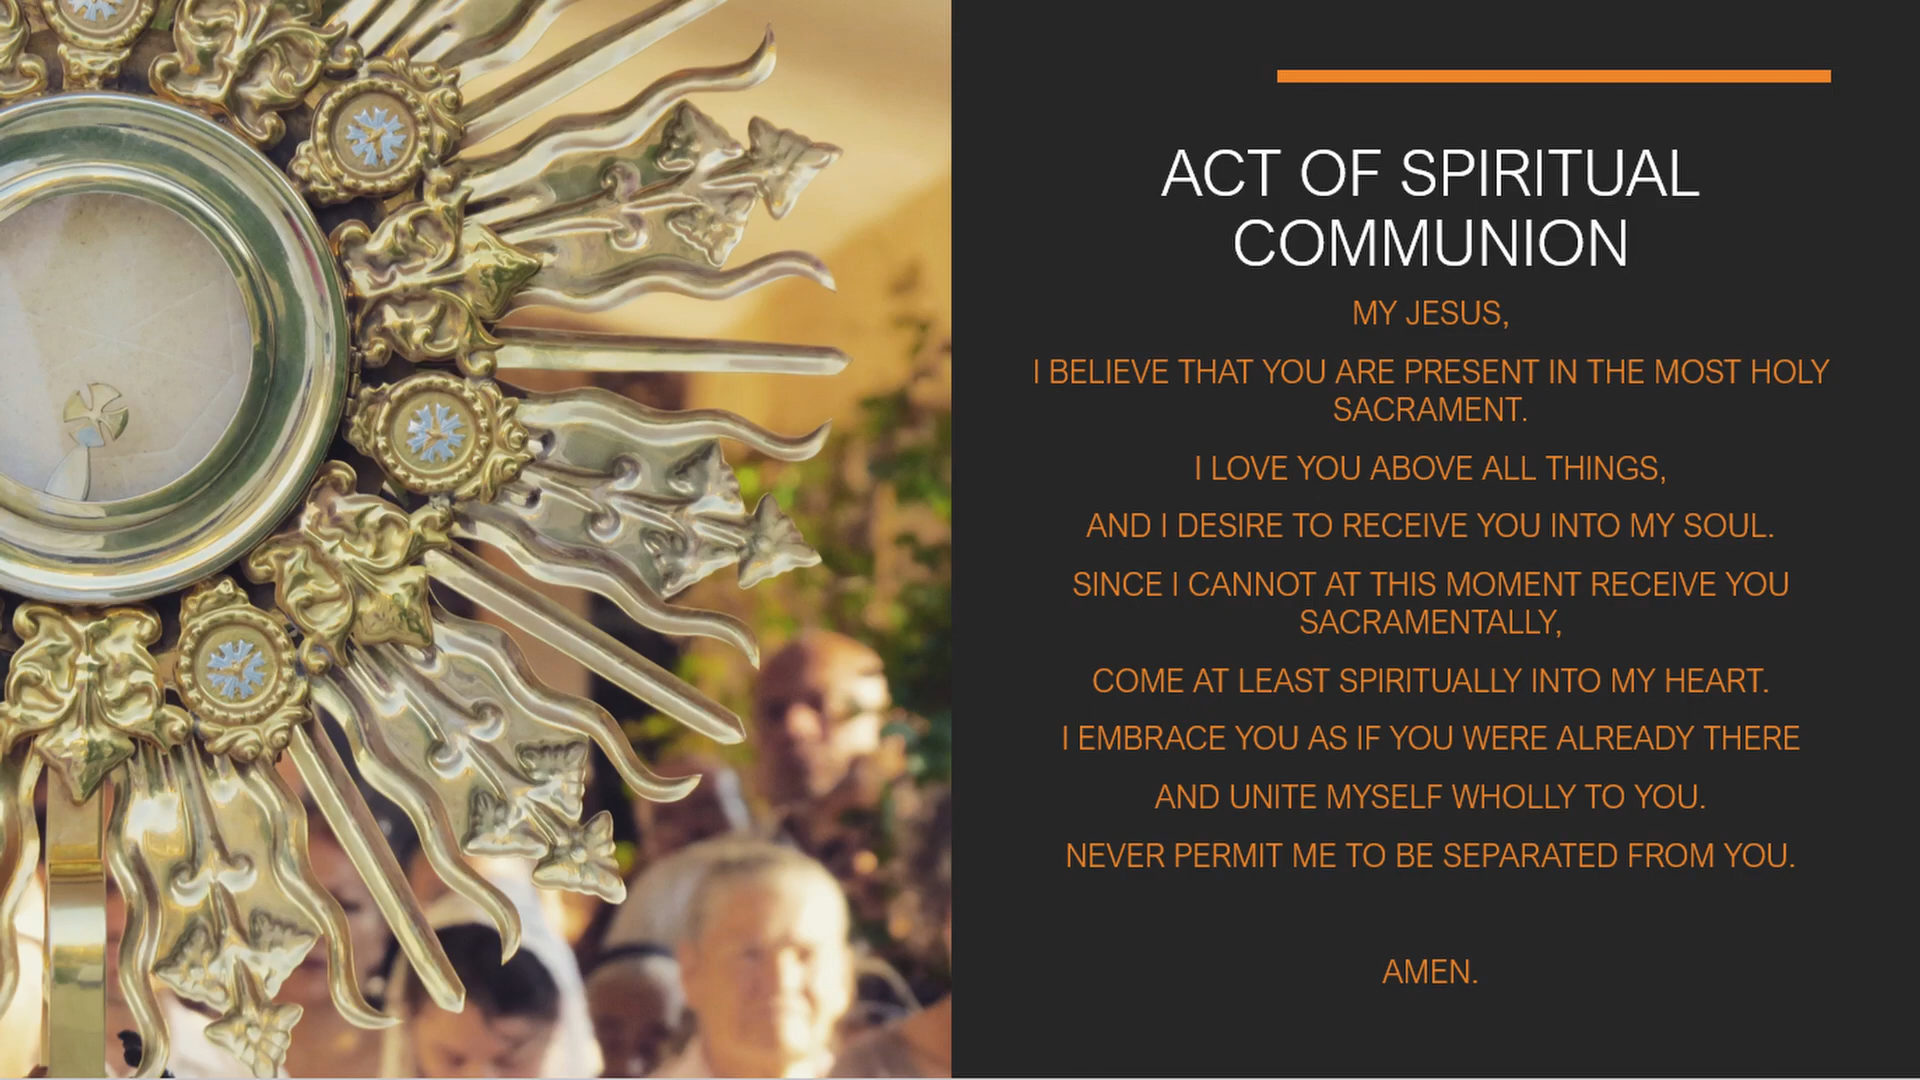 ACT OF SPIRITUAL
COMMUNION
MY JESUS,
I BELIEVE THAT YOU ARE PRESENT IN THE MOST HOLY
SACRAMENT.
I LOVE YOU ABOVE ALL THINGS,
AND I DESIRE TO RECEIVE YOU INTO MY SOUL.
SINCE I CANNOT AT THIS MOMENT RECEIVE YOU
SACRAMENTALLY,
COME AT LEAST SPIRITUALLY INTO MY HEART.
I EMBRACE YOU AS IF YOU WERE ALREADY THERE
AND UNITE MYSELF WHOLLY TO YOU.
NEVER PERMIT ME TO BE SEPARATED FROM YOU.
AMEN.